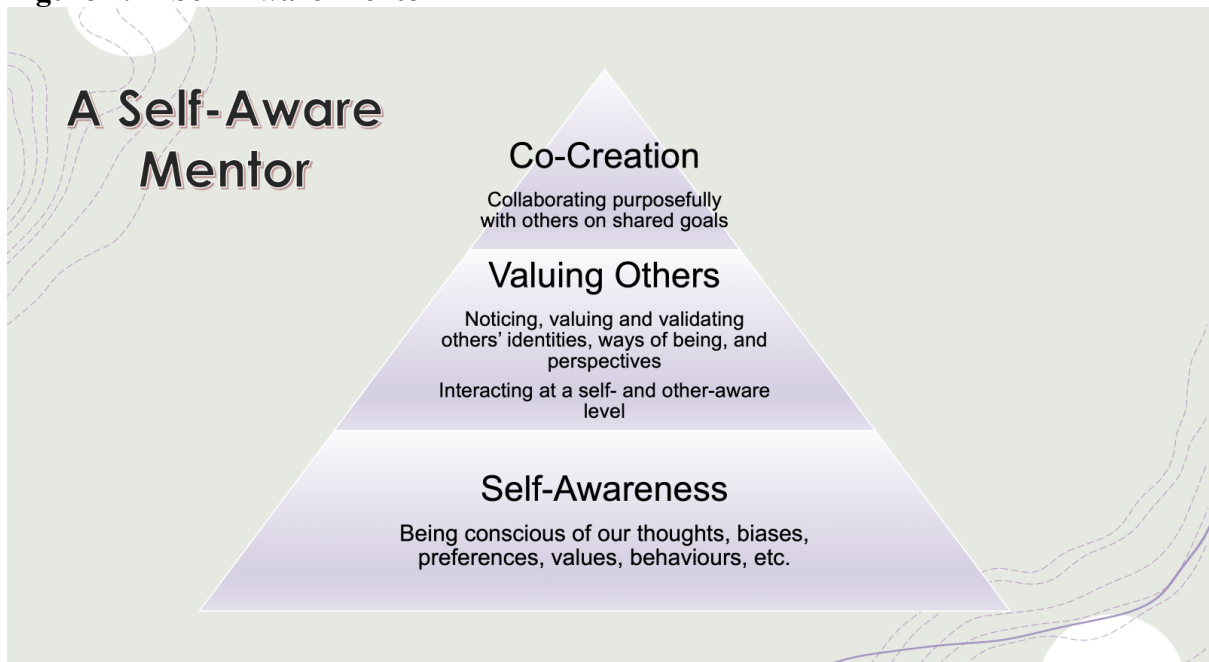 A Self-Aware
Mentor
Co-Creation
Collaborating purposefully
with others on shared goals
Valuing Others
Noticing, valuing and validating
others' identities, ways of being, and
perspectives
Interacting at a self- and other-aware
level
Self-Awareness
Being conscious of our thoughts, biases,
preferences, values, behaviours, etc.